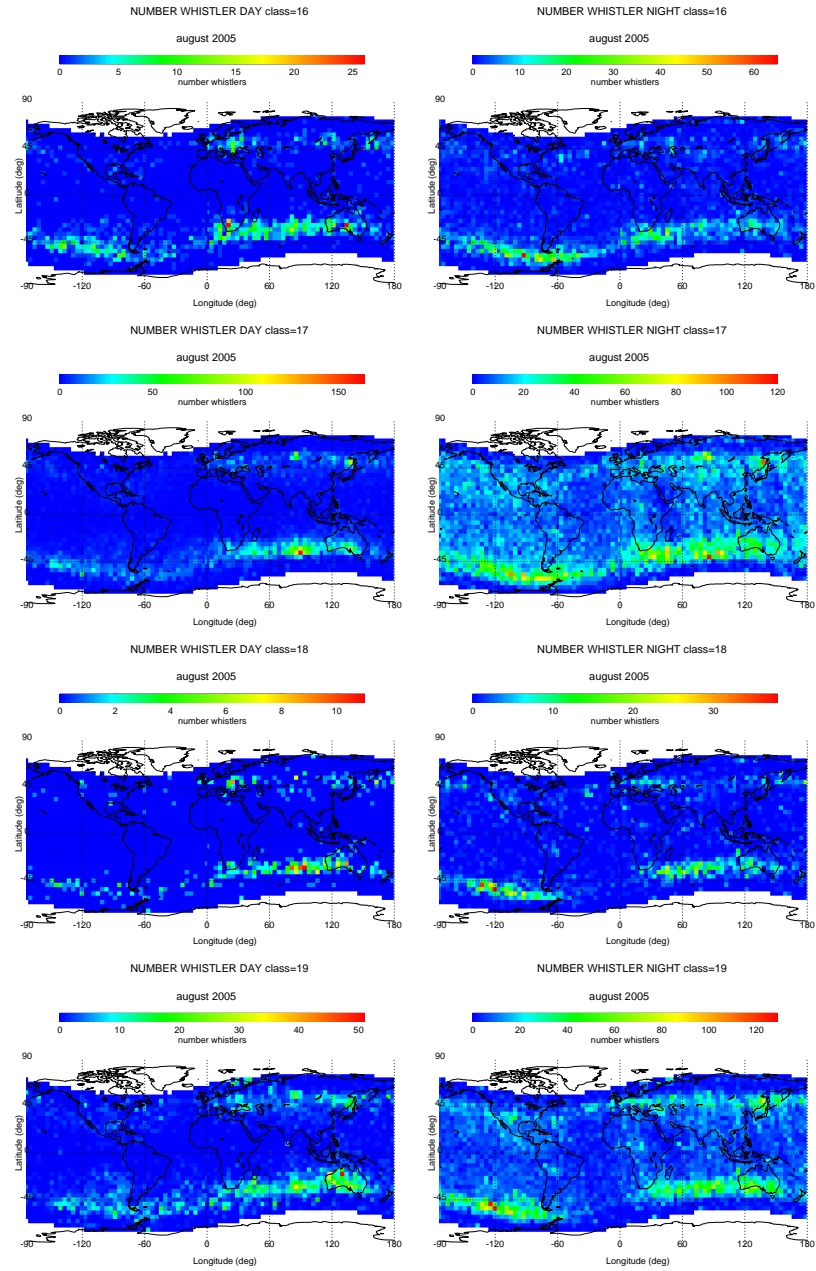 NUMBER WHISTLER DAY class=16
august 2005
0 5 10 15 20 25
number whistlers
90
45
0
-45
-90
Latitude (deg)
-120 -60 0 60 120 180
Longitude (deg)
NUMBER WHISTLER NIGHT class=16
august 2005
0 10 20 30 40 50 60
number whistlers
90
45
0
-45
-90
Latitude (deg)
-120 -60 0 60 120 180
Longitude (deg)
NUMBER WHISTLER DAY class=17
august 2005
0 50 100 150
number whistlers
90
45
0
-45
-90
Latitude (deg)
-120 -60 0 60 120 180
Longitude (deg)
NUMBER WHISTLER NIGHT class=17
august 2005
0 20 40 60 80 100 120
number whistlers
90
45
0
-45
-90
Latitude (deg)
-120 -60 0 60 120 180
Longitude (deg)
NUMBER WHISTLER DAY class=18
august 2005
0 2 4 6 8 10
number whistlers
90
45
0
-45
-90
Latitude (deg)
-120 -60 0 60 120 180
Longitude (deg)
NUMBER WHISTLER NIGHT class=18
august 2005
0 10 20 30
number whistlers
90
45
0
-45
-90
Latitude (deg)
-120 -60 0 60 120 180
Longitude (deg)
NUMBER WHISTLER DAY class=19
august 2005
0 10 20 30 40 50
number whistlers
90
45
0
-45
-90
Latitude (deg)
-120 -60 0 60 120 180
Longitude (deg)
NUMBER WHISTLER NIGHT class=19
august 2005
0 20 40 60 80 100 120
number whistlers
90
45
0
-45
-90
Latitude (deg)
-120 -60 0 60 120 180
Longitude (deg)